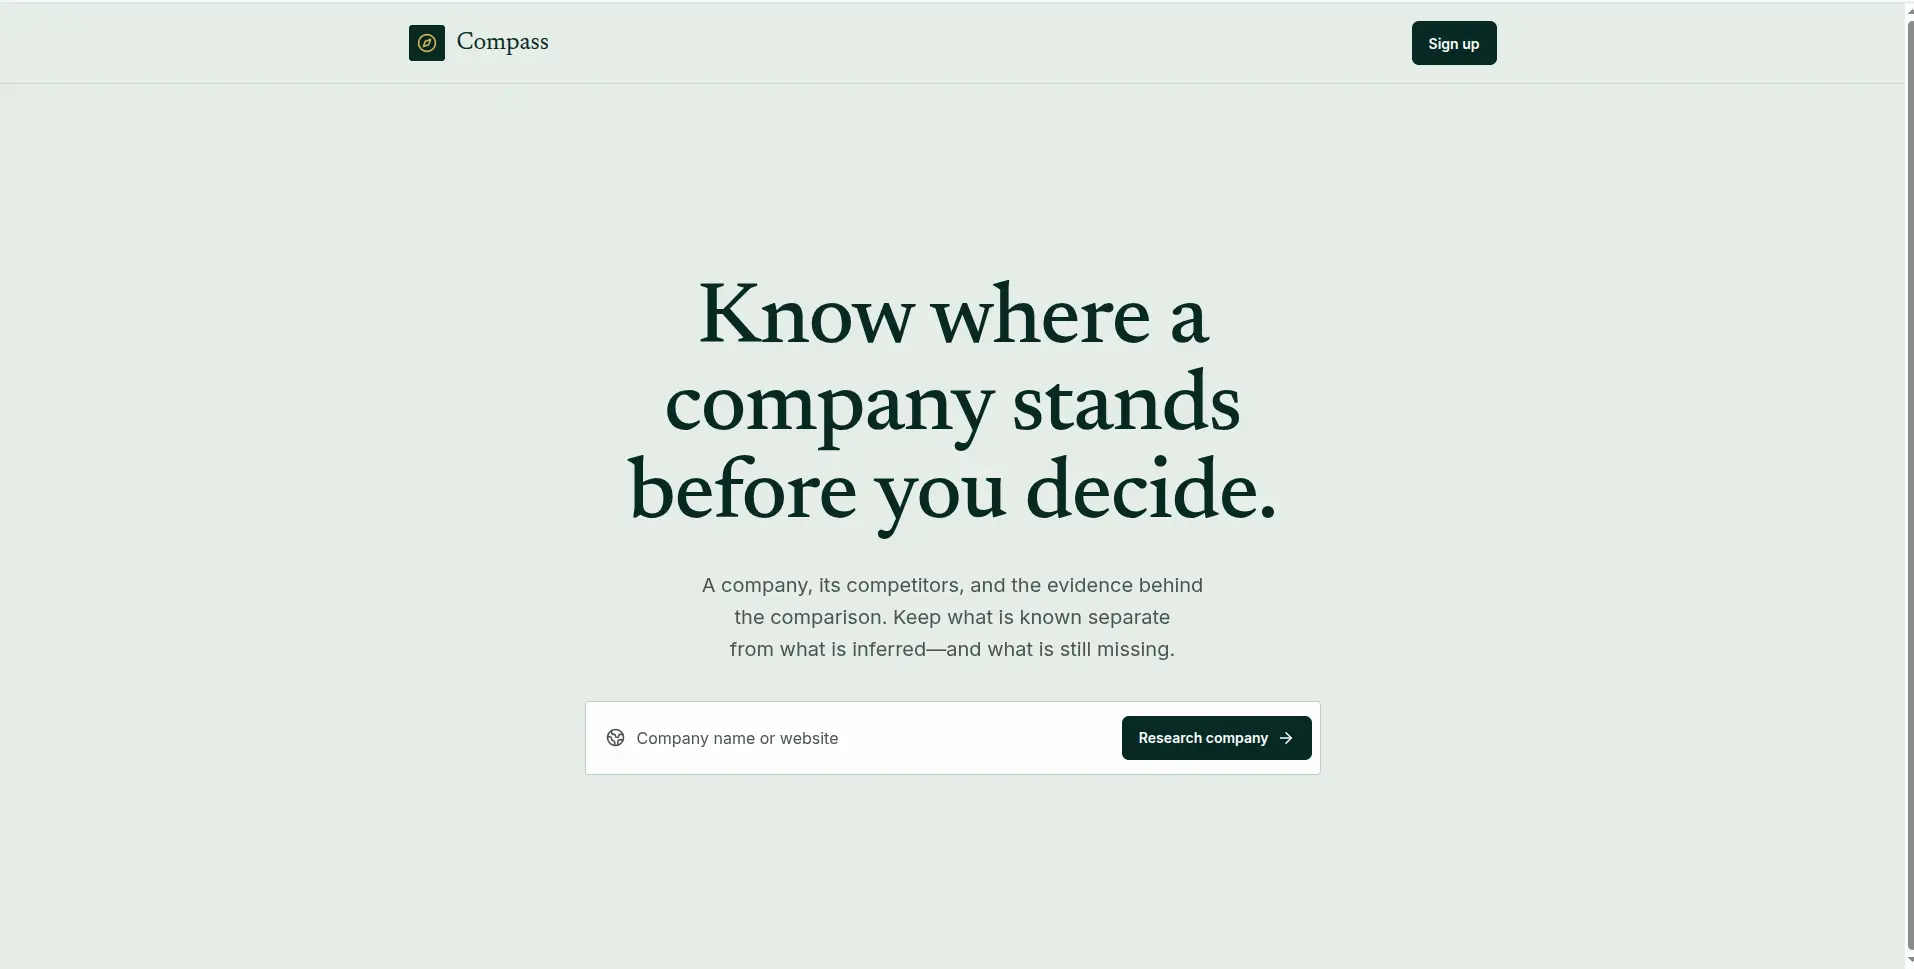 Compass
Sign up
Know where a
company stands
before you decide.
A company, its competitors, and the evidence behind
the comparison. Keep what is known separate
from what is inferred—and what is still missing.
Company name or website
Research company